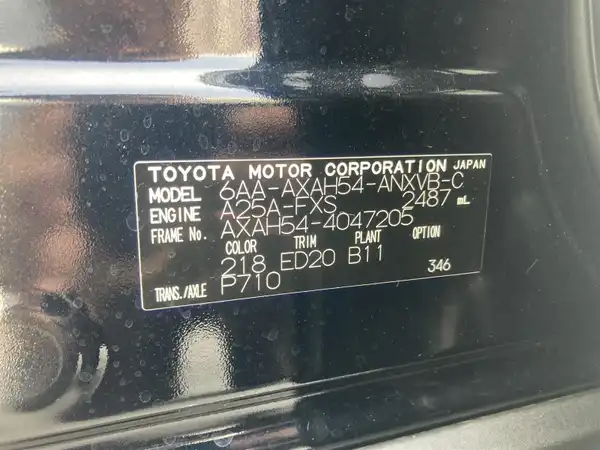 TOYOTA MOTOR CORPORATION JAPAN
MODEL 6AA-AXAH54-ANXVB-C
ENGINE A25A-FXS 2487 mL
FRAME No. AXAH54-4047205
COLOR TRIM PLANT OPTION
218 ED20 B11
346
TRANS./AXLE P710